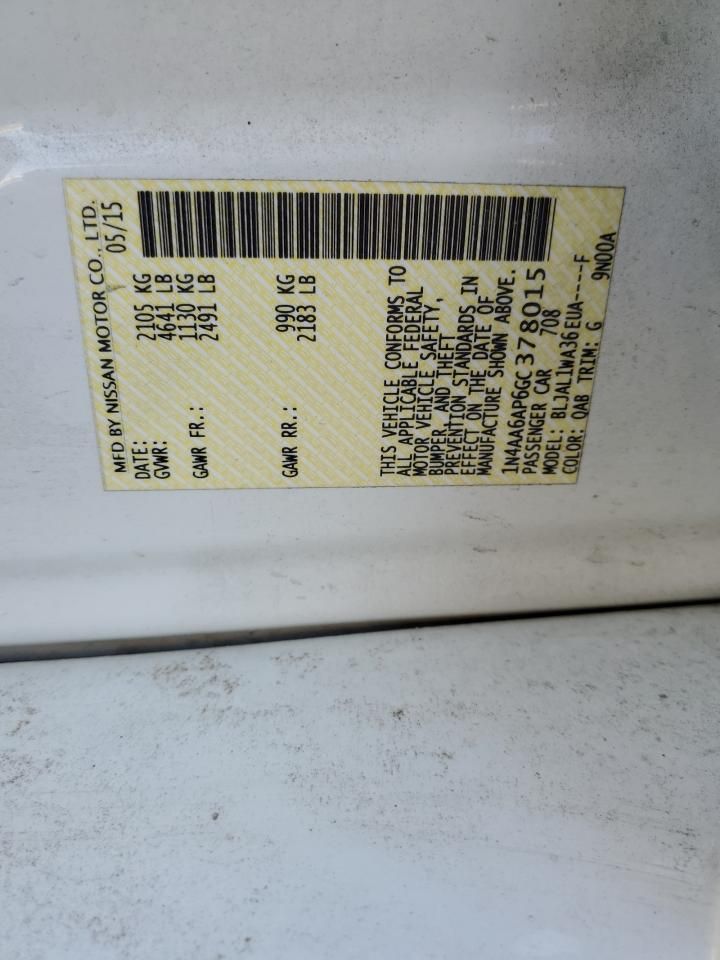 MFD BY NISSAN MOTOR CO., LTD.
DATE: 05/15
GVWR: 2105 KG
4641 LB
GAWR FR.: 1130 KG
2491 LB
GAWR RR.: 990 KG
2183 LB
THIS VEHICLE CONFORMS TO
ALL APPLICABLE FEDERAL
MOTOR VEHICLE SAFETY,
BUMPER, AND THEFT
PREVENTION STANDARDS IN
EFFECT ON THE DATE OF
MANUFACTURE SHOWN ABOVE.
1N4AA6AP6GC378015
PASSENGER CAR 708
MODEL: BLJAL1WA36EUA----F
COLOR: QAB TRIM: G 9N00A